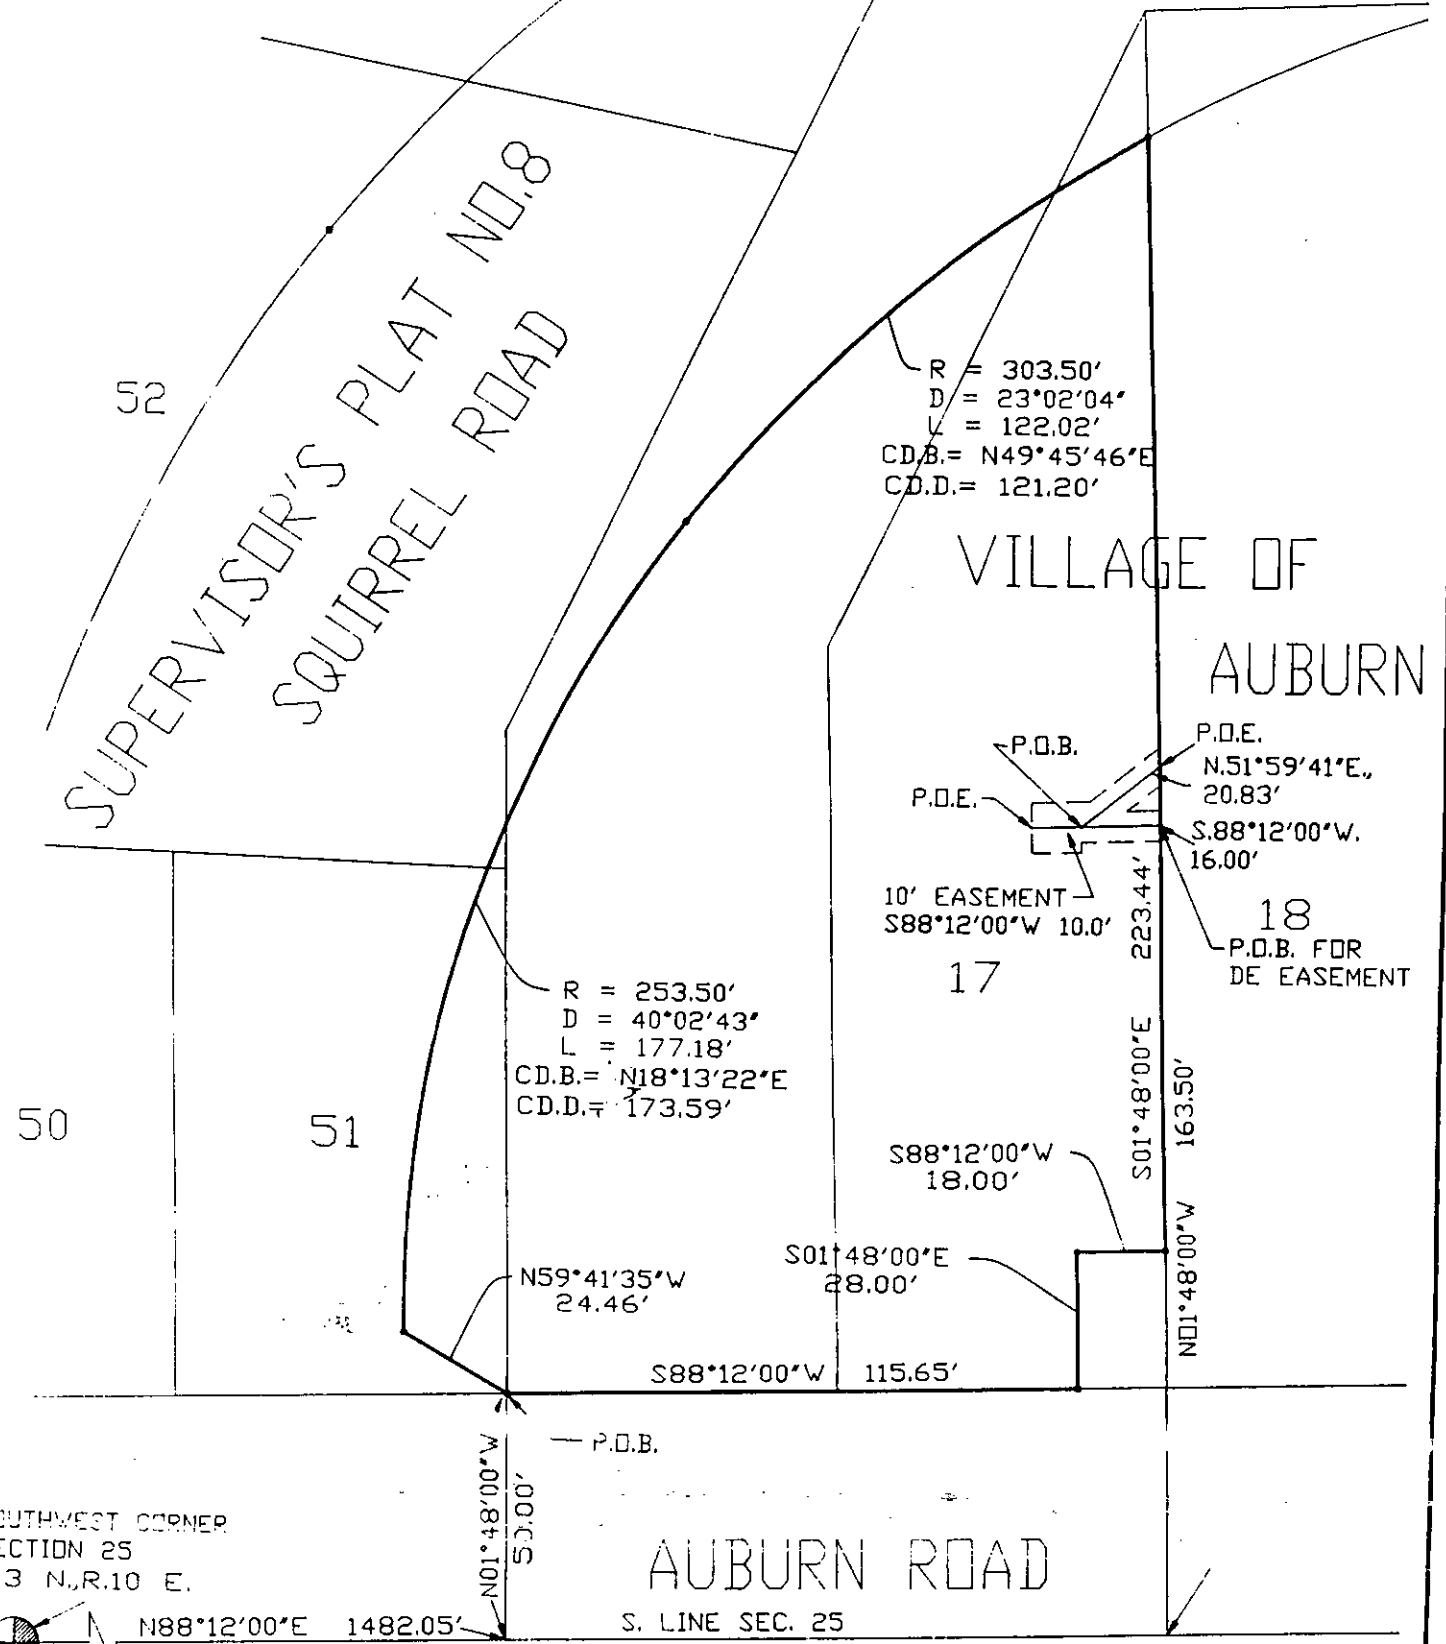 SUPERVISOR'S PLAT NO.8
SQUIRREL ROAD
52
R = 303.50'
D = 23°02'04"
L = 122.02'
CD.B.= N49°45'46"E
CD.D.= 121.20'
VILLAGE OF
AUBURN
P.O.B.
P.O.E.
N.51°59'41"E.,
20.83'
P.O.E.
S.88°12'00"W.
16.00'
10' EASEMENT
S88°12'00"W 10.0'
S01°48'00"E 223.44'
18
P.O.B. FOR
DE EASEMENT
17
R = 253.50'
D = 40°02'43"
L = 177.18'
CD.B.= N18°13'22"E
CD.D.= 173.59'
50
51
N01°48'00"W 163.50'
S88°12'00"W
18.00'
S01°48'00"E
28.00'
N59°41'35"W
24.46'
S88°12'00"W 115.65'
P.O.B.
N01°48'00"W
50.00'
OUTHWEST CORNER
ECTION 25
3 N.,R.10 E.
AUBURN ROAD
N88°12'00"E 1482.05'
S. LINE SEC. 25